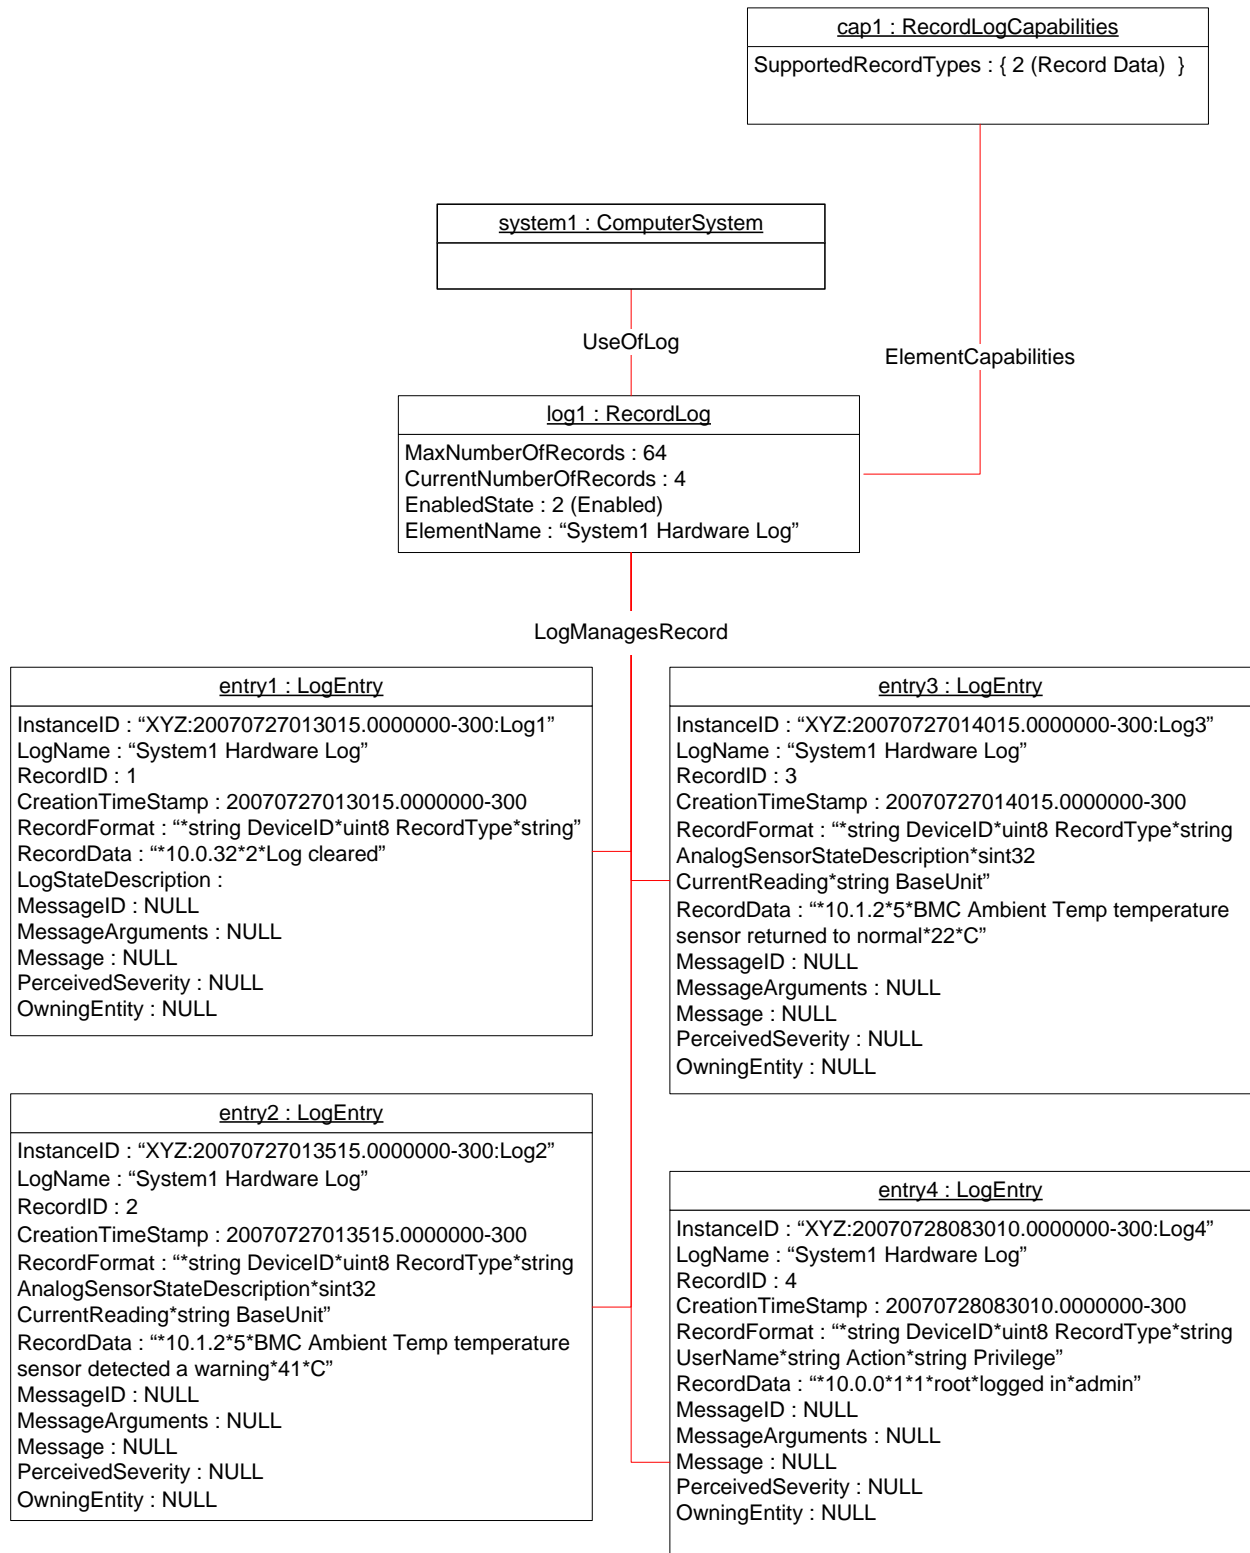 cap1 : RecordLogCapabilities
SupportedRecordTypes : { 2 (Record Data)  }
system1 : ComputerSystem
UseOfLog
ElementCapabilities
log1 : RecordLog
MaxNumberOfRecords : 64
CurrentNumberOfRecords : 4
EnabledState : 2 (Enabled)
ElementName : “System1 Hardware Log”
LogManagesRecord
entry1 : LogEntry
InstanceID : “XYZ:20070727013015.0000000-300:Log1”
LogName : “System1 Hardware Log”
RecordID : 1
CreationTimeStamp : 20070727013015.0000000-300
RecordFormat : “*string DeviceID*uint8 RecordType*string”
RecordData : “*10.0.32*2*Log cleared”
LogStateDescription :
MessageID : NULL
MessageArguments : NULL
Message : NULL
PerceivedSeverity : NULL
OwningEntity : NULL
entry3 : LogEntry
InstanceID : “XYZ:20070727014015.0000000-300:Log3”
LogName : “System1 Hardware Log”
RecordID : 3
CreationTimeStamp : 20070727014015.0000000-300
RecordFormat : “*string DeviceID*uint8 RecordType*string
AnalogSensorStateDescription*sint32
CurrentReading*string BaseUnit”
RecordData : “*10.1.2*5*BMC Ambient Temp temperature
sensor returned to normal*22*C”
MessageID : NULL
MessageArguments : NULL
Message : NULL
PerceivedSeverity : NULL
OwningEntity : NULL
entry2 : LogEntry
InstanceID : “XYZ:20070727013515.0000000-300:Log2”
LogName : “System1 Hardware Log”
RecordID : 2
CreationTimeStamp : 20070727013515.0000000-300
RecordFormat : “*string DeviceID*uint8 RecordType*string
AnalogSensorStateDescription*sint32
CurrentReading*string BaseUnit”
RecordData : “*10.1.2*5*BMC Ambient Temp temperature
sensor detected a warning*41*C”
MessageID : NULL
MessageArguments : NULL
Message : NULL
PerceivedSeverity : NULL
OwningEntity : NULL
entry4 : LogEntry
InstanceID : “XYZ:20070728083010.0000000-300:Log4”
LogName : “System1 Hardware Log”
RecordID : 4
CreationTimeStamp : 20070728083010.0000000-300
RecordFormat : “*string DeviceID*uint8 RecordType*string
UserName*string Action*string Privilege”
RecordData : “*10.0.0*1*1*root*logged in*admin”
MessageID : NULL
MessageArguments : NULL
Message : NULL
PerceivedSeverity : NULL
OwningEntity : NULL